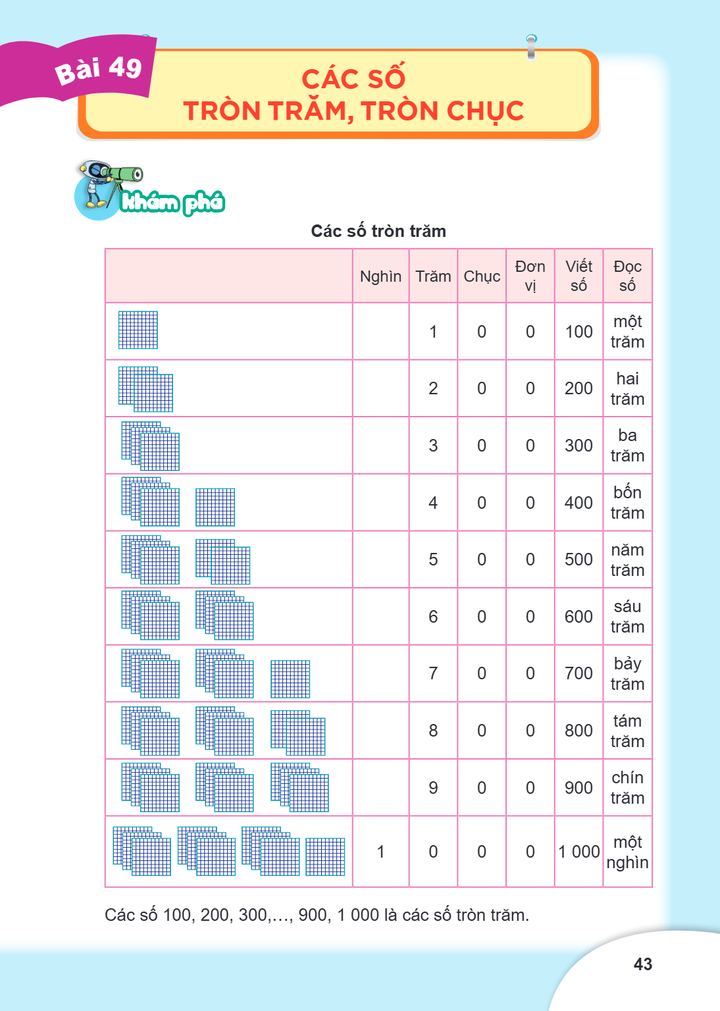 Bài 49
CÁC SỐ
TRÒN TRĂM, TRÒN CHỤC
khám phá
Các số tròn trăm
Nghìn Trăm Chục Đơn vị Viết số Đọc số
1 0 0 100 một trăm
2 0 0 200 hai trăm
3 0 0 300 ba trăm
4 0 0 400 bốn trăm
5 0 0 500 năm trăm
6 0 0 600 sáu trăm
7 0 0 700 bảy trăm
8 0 0 800 tám trăm
9 0 0 900 chín trăm
1 0 0 0 1 000 một nghìn
Các số 100, 200, 300,..., 900, 1 000 là các số tròn trăm.
43